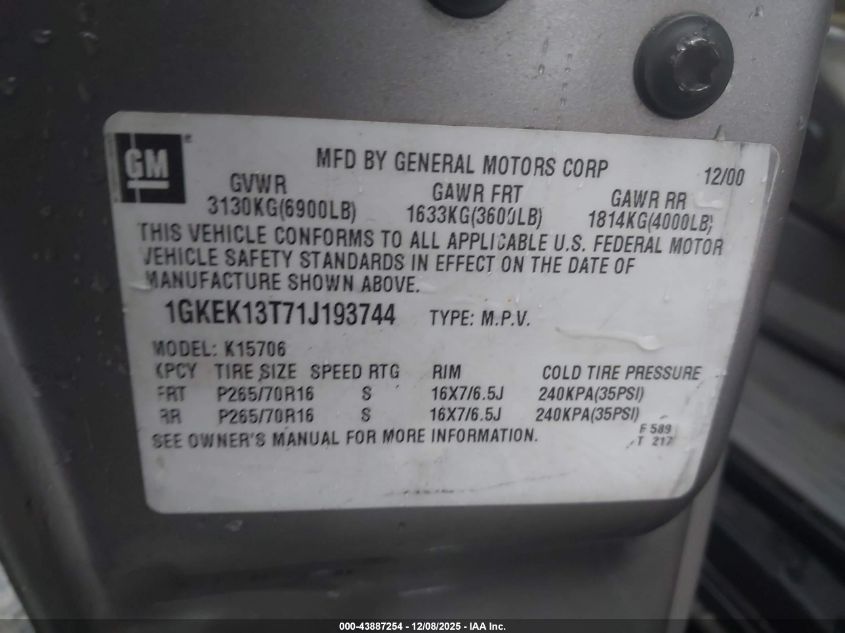 GM
MFD BY GENERAL MOTORS CORP 12/00
GVWR GAWR FRT GAWR RR
3130KG(6900LB) 1633KG(3600LB) 1814KG(4000LB)
THIS VEHICLE CONFORMS TO ALL APPLICABLE U.S. FEDERAL MOTOR
VEHICLE SAFETY STANDARDS IN EFFECT ON THE DATE OF
MANUFACTURE SHOWN ABOVE.
1GKEK13T71J193744 TYPE: M.P.V.
MODEL: K15706
KPCY TIRE SIZE SPEED RTG RIM COLD TIRE PRESSURE
FRT P265/70R16 S 16X7/6.5J 240KPA(35PSI)
RR P265/70R16 S 16X7/6.5J 240KPA(35PSI)
SEE OWNER'S MANUAL FOR MORE INFORMATION.
F 589
T 217
000-43887254 - 12/08/2025 - IAA Inc.